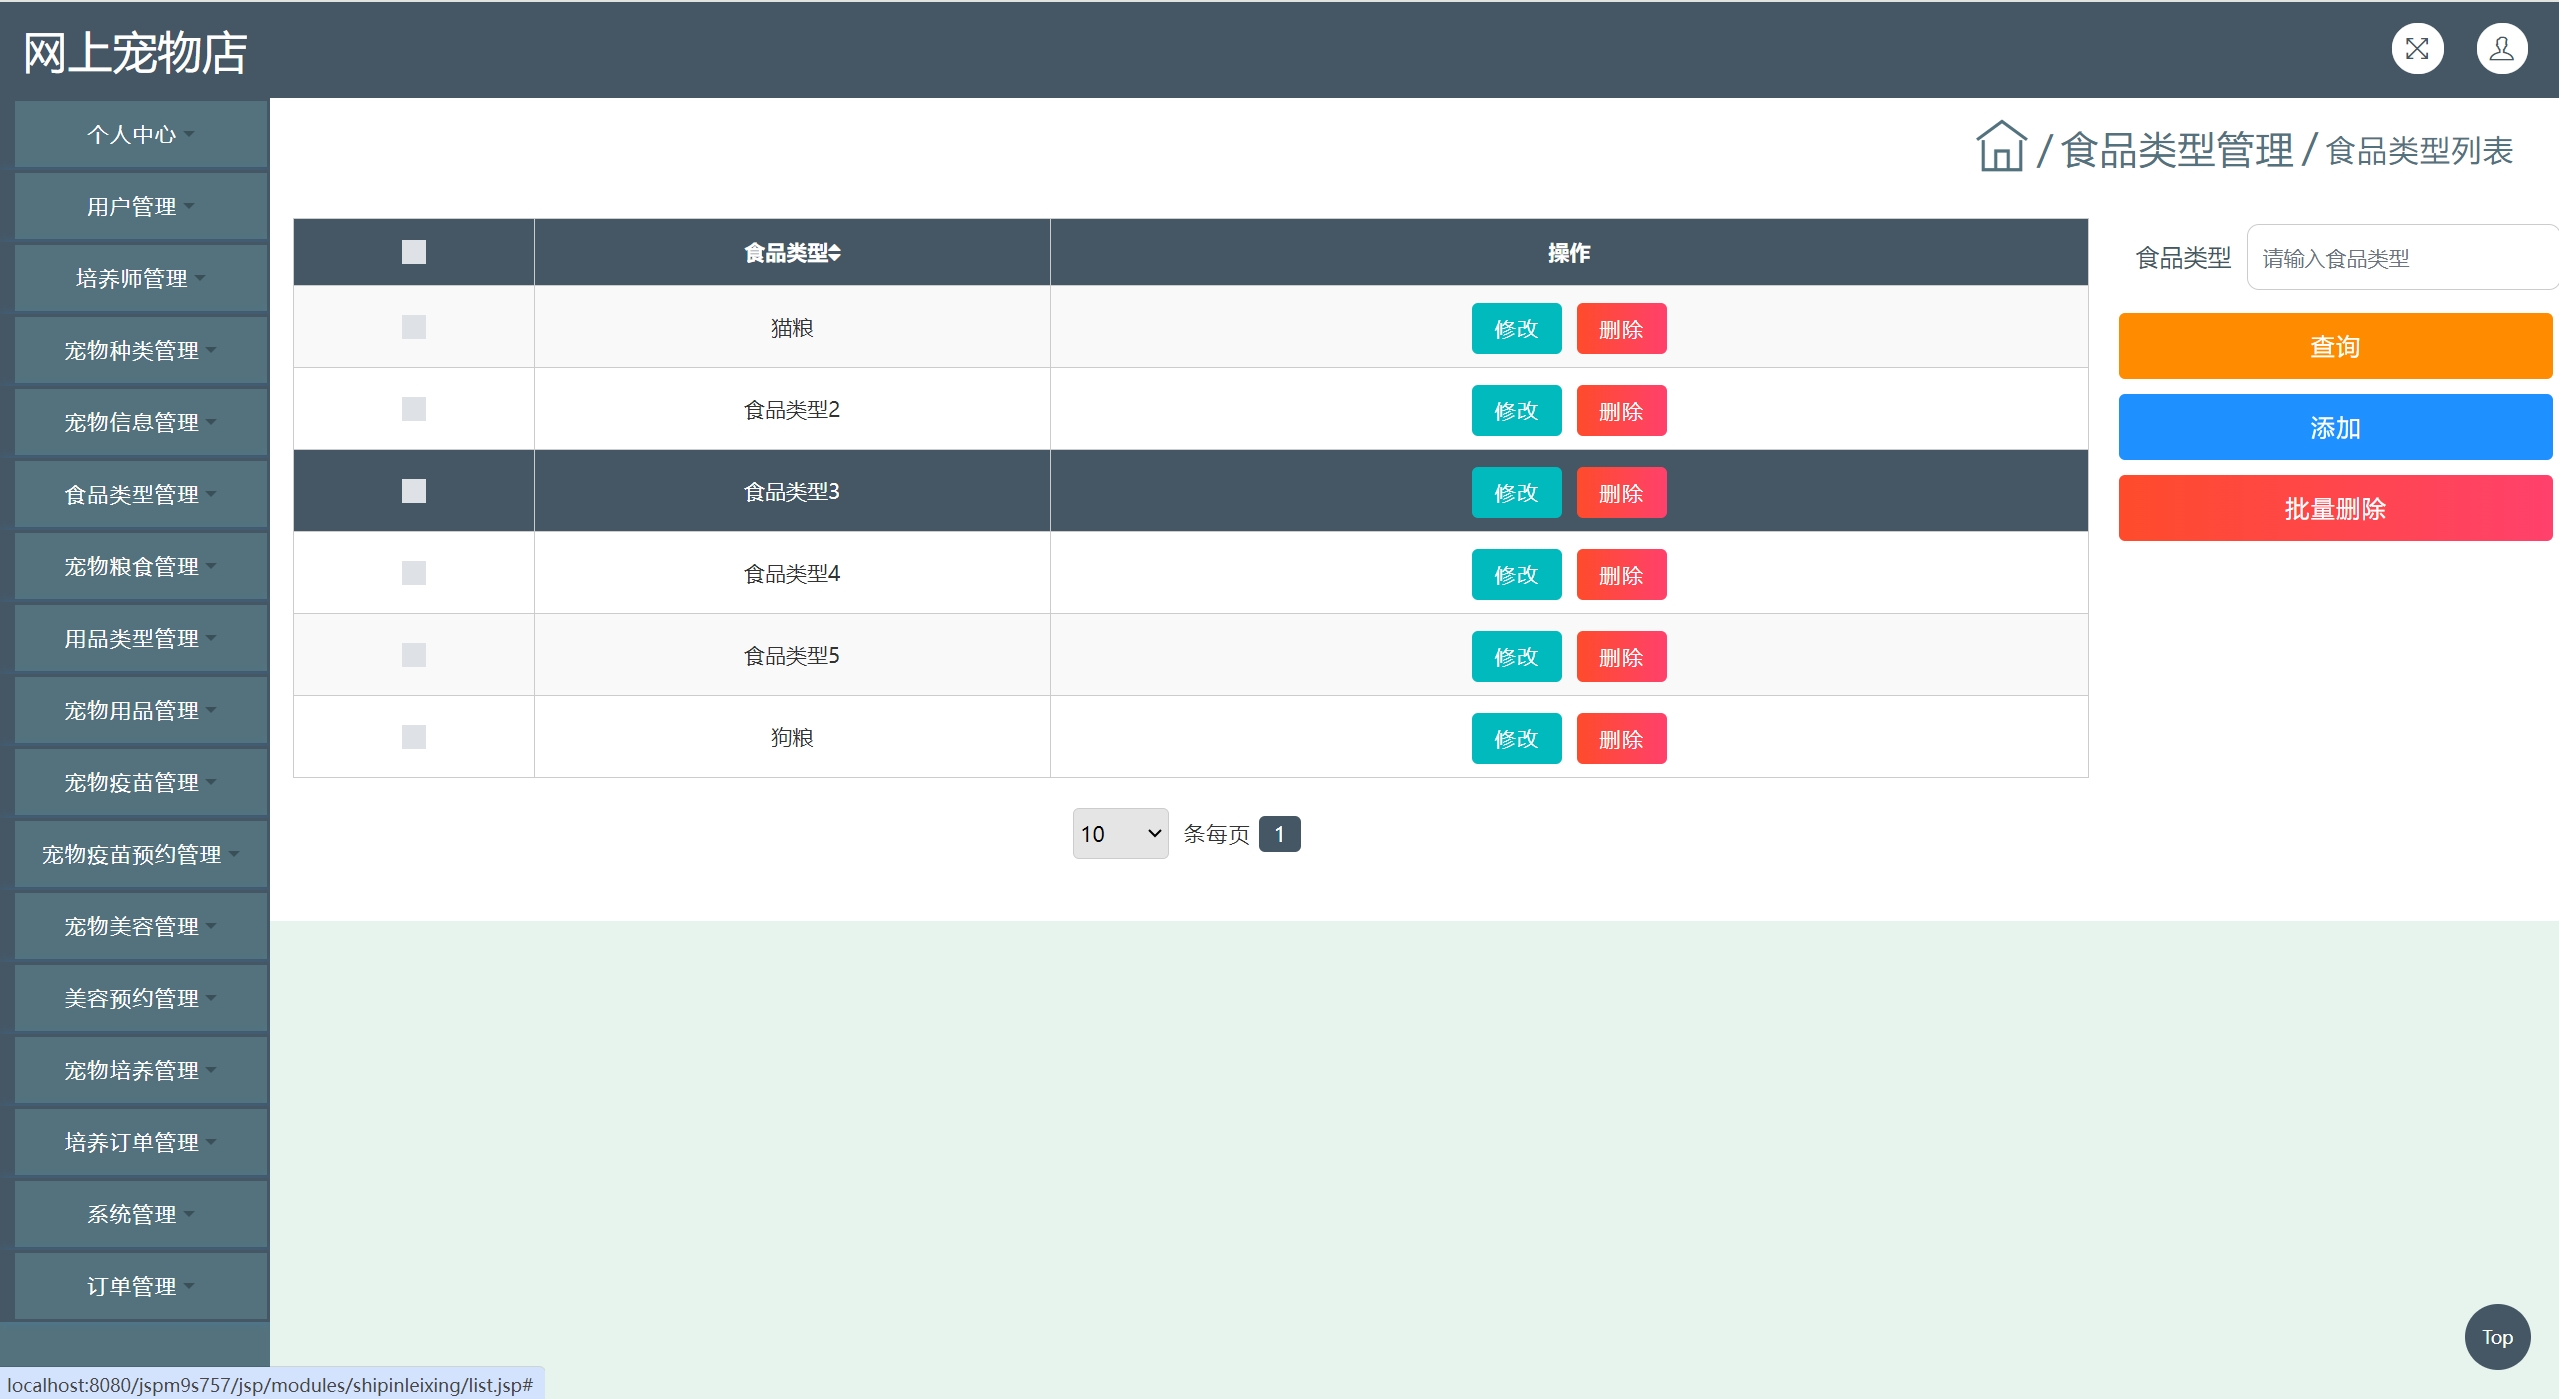 网上宠物店
个人中心
用户管理
培养师管理
宠物种类管理
宠物信息管理
食品类型管理
宠物粮食管理
用品类型管理
宠物用品管理
宠物疫苗管理
宠物疫苗预约管理
宠物美容管理
美容预约管理
宠物培养管理
培养订单管理
系统管理
订单管理
/ 食品类型管理 / 食品类型列表
食品类型 操作
猫粮 修改 删除
食品类型2 修改 删除
食品类型3 修改 删除
食品类型4 修改 删除
食品类型5 修改 删除
狗粮 修改 删除
10 条每页 1
食品类型 请输入食品类型
查询
添加
批量删除
Top
localhost:8080/jspm9s757/jsp/modules/shipinleixing/list.jsp#